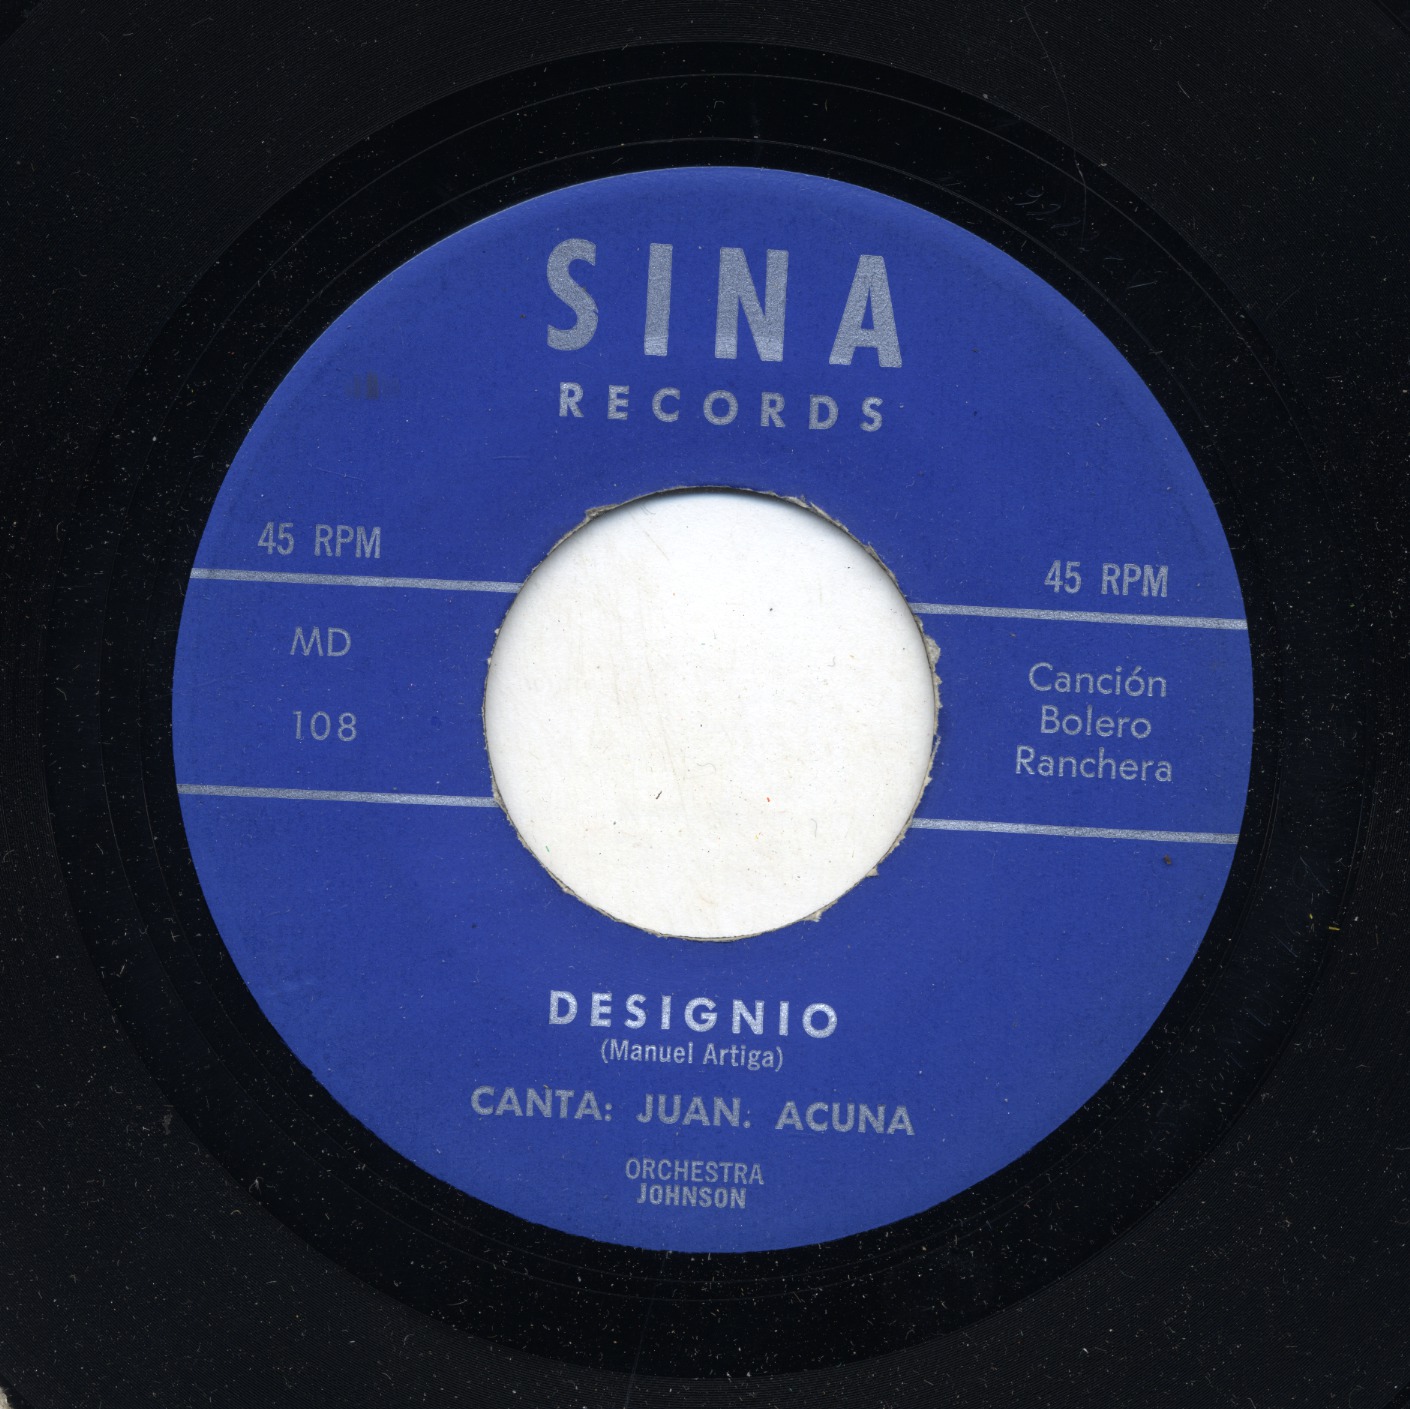 SINA
RECORDS
45 RPM
45 RPM
MD
108
Canción
Bolero
Ranchera
DESIGNIO
(Manuel Artiga)
CANTA: JUAN. ACUNA
ORCHESTRA
JOHNSON